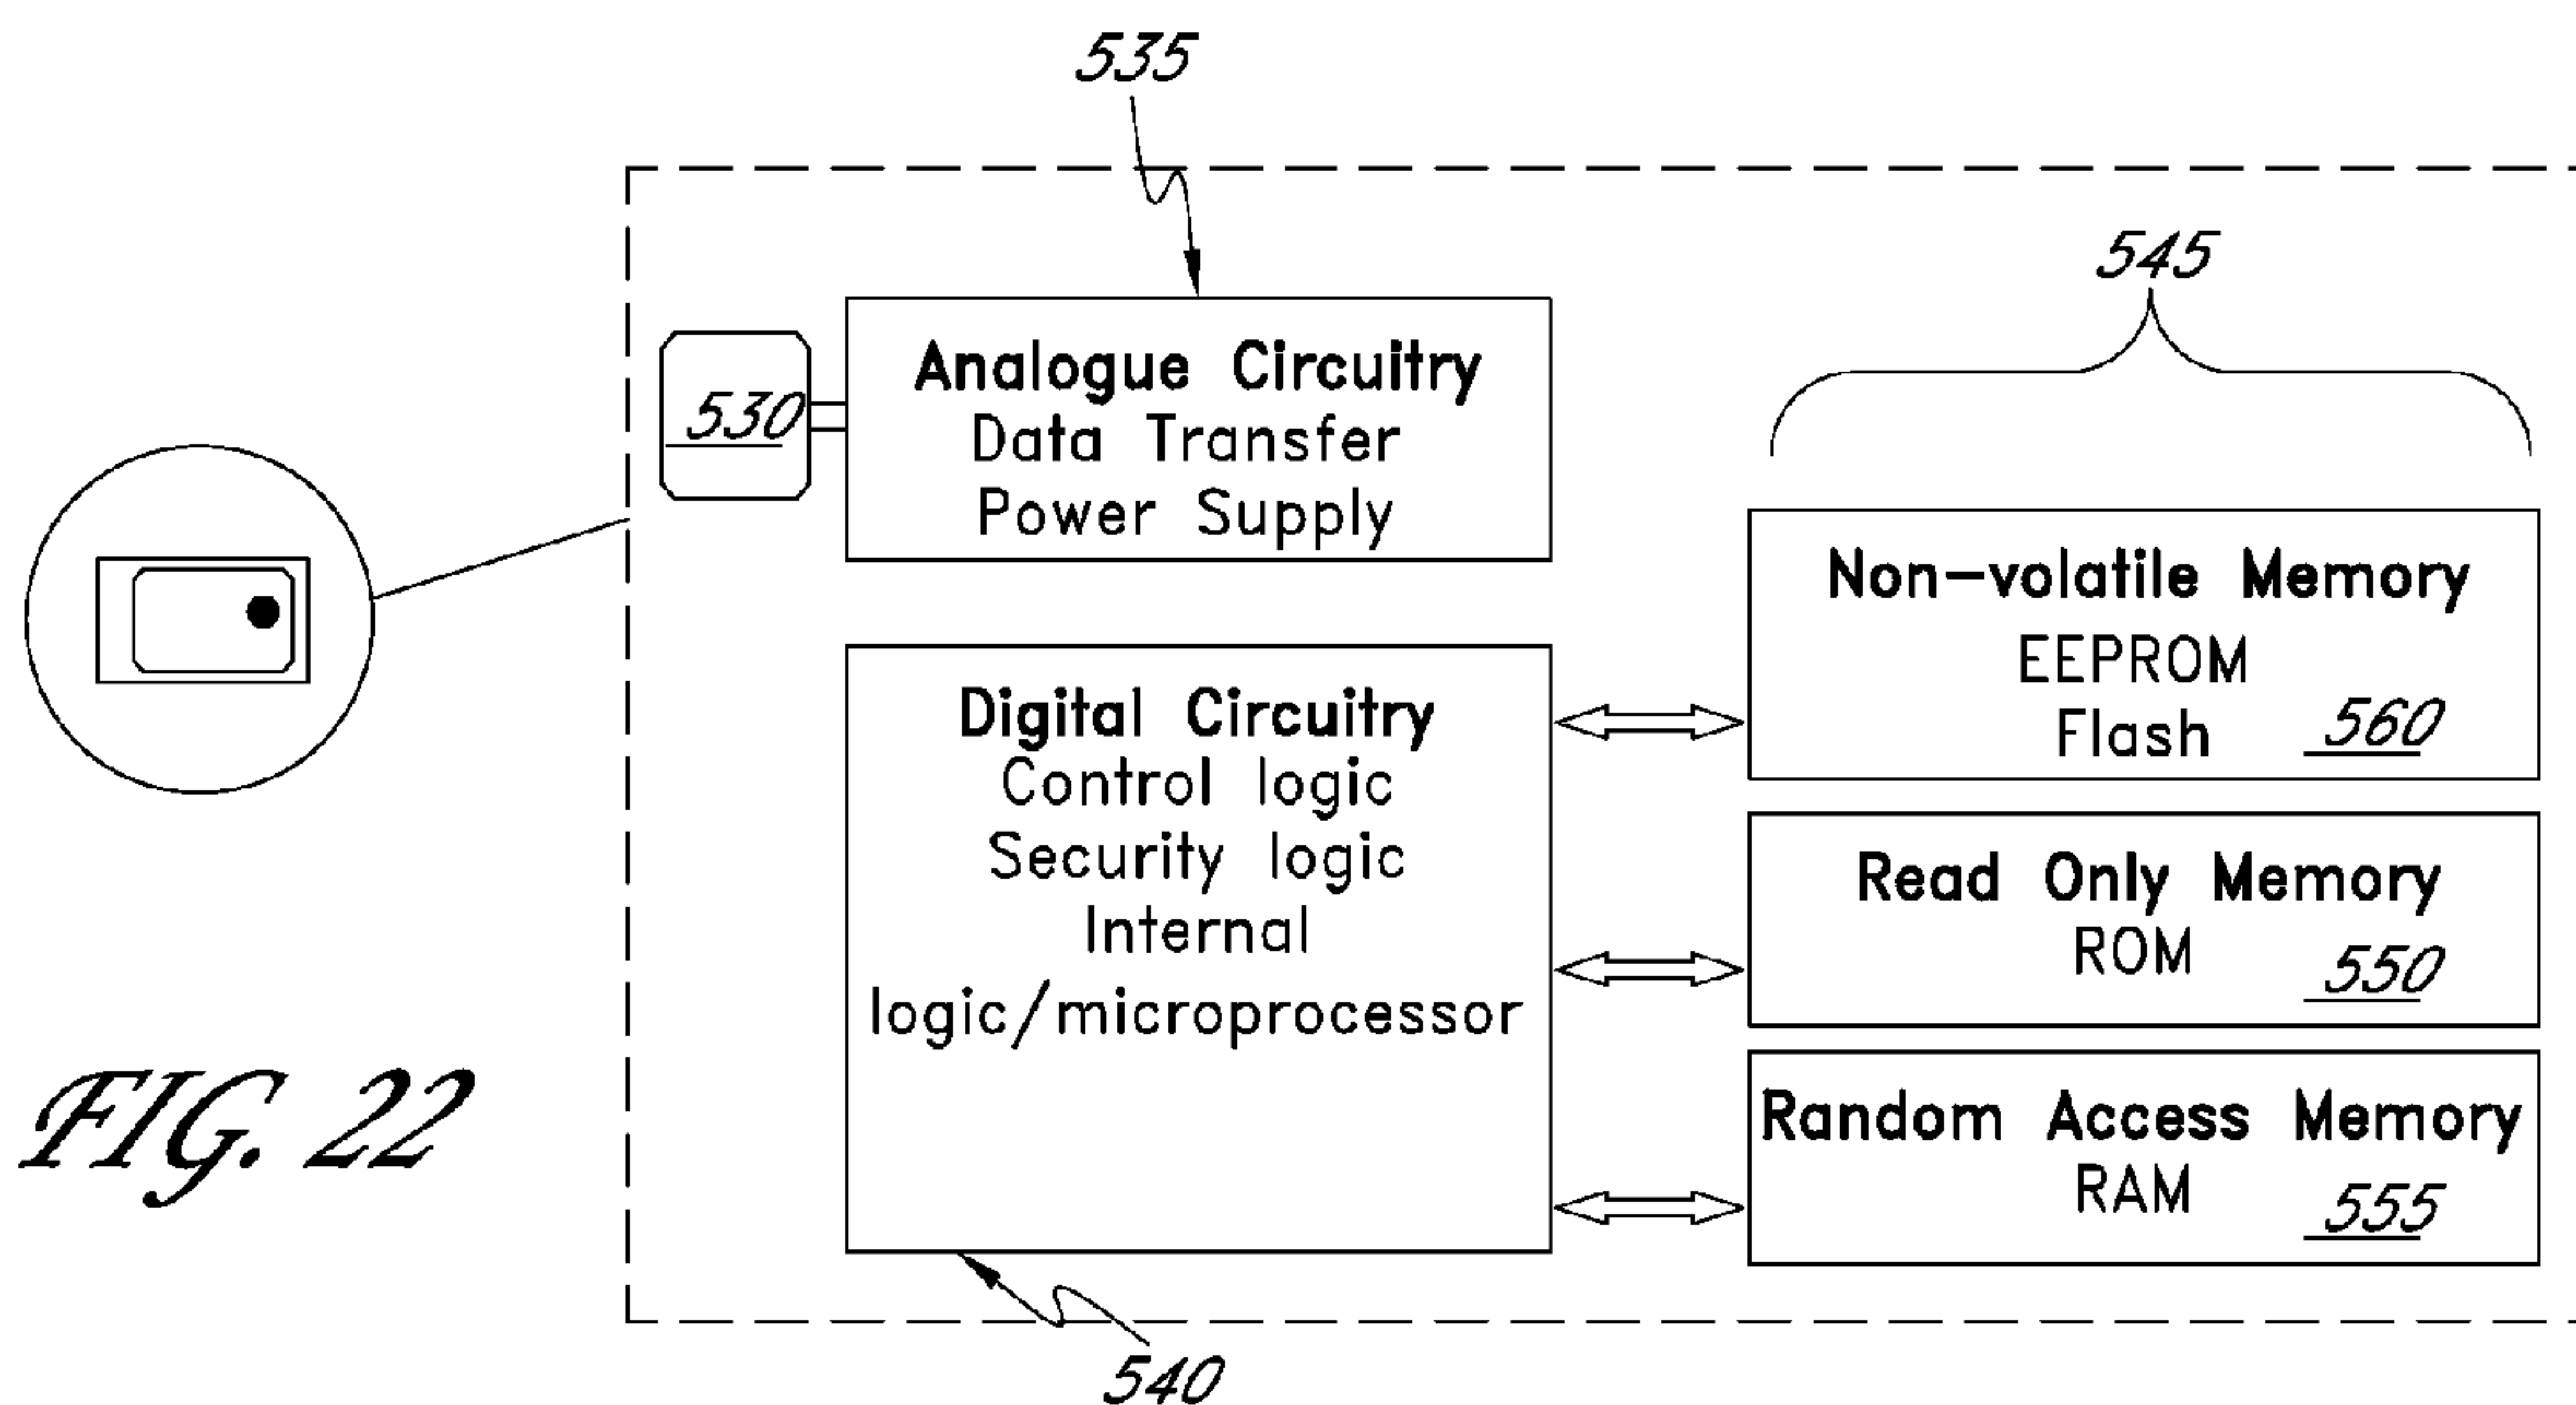 535
545
530
Analogue Circuitry
Data Transfer
Power Supply
Non-volatile Memory
EEPROM
Flash 560
Digital Circuitry
Control logic
Security logic
Internal
logic/microprocessor
Read Only Memory
ROM 550
Random Access Memory
RAM 555
540
FIG. 22